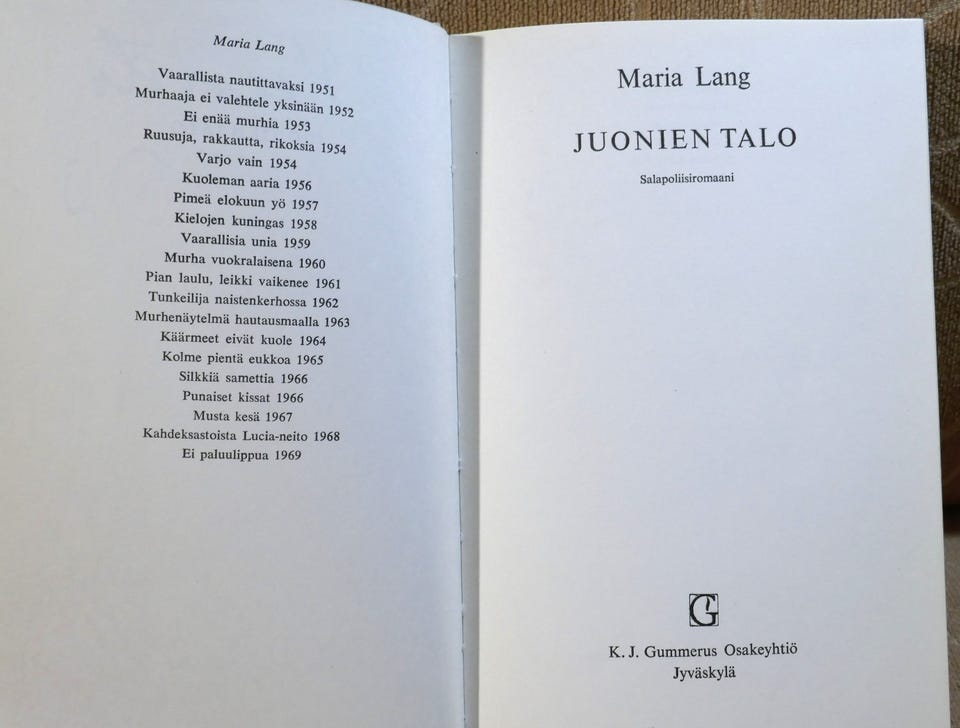 Maria Lang
Vaarallista nautittavaksi 1951
Murhaaja ei valehtele yksinään 1952
Ei enää murhia 1953
Ruusuja, rakkautta, rikoksia 1954
Varjo vain 1954
Kuoleman aaria 1956
Pimeä elokuun yö 1957
Kielojen kuningas 1958
Vaarallisia unia 1959
Murha vuokralaisena 1960
Pian laulu, leikki vaikenee 1961
Tunkeilija naistenkerhossa 1962
Murhenäytelmä hautausmaalla 1963
Käärmeet eivät kuole 1964
Kolme pientä eukkoa 1965
Silkkiä samettia 1966
Punaiset kissat 1966
Musta kesä 1967
Kahdeksastoista Lucia-neito 1968
Ei paluulippua 1969
Maria Lang
JUONIEN TALO
Salapoliisiromaani
G
K. J. Gummerus Osakeyhtiö
Jyväskylä